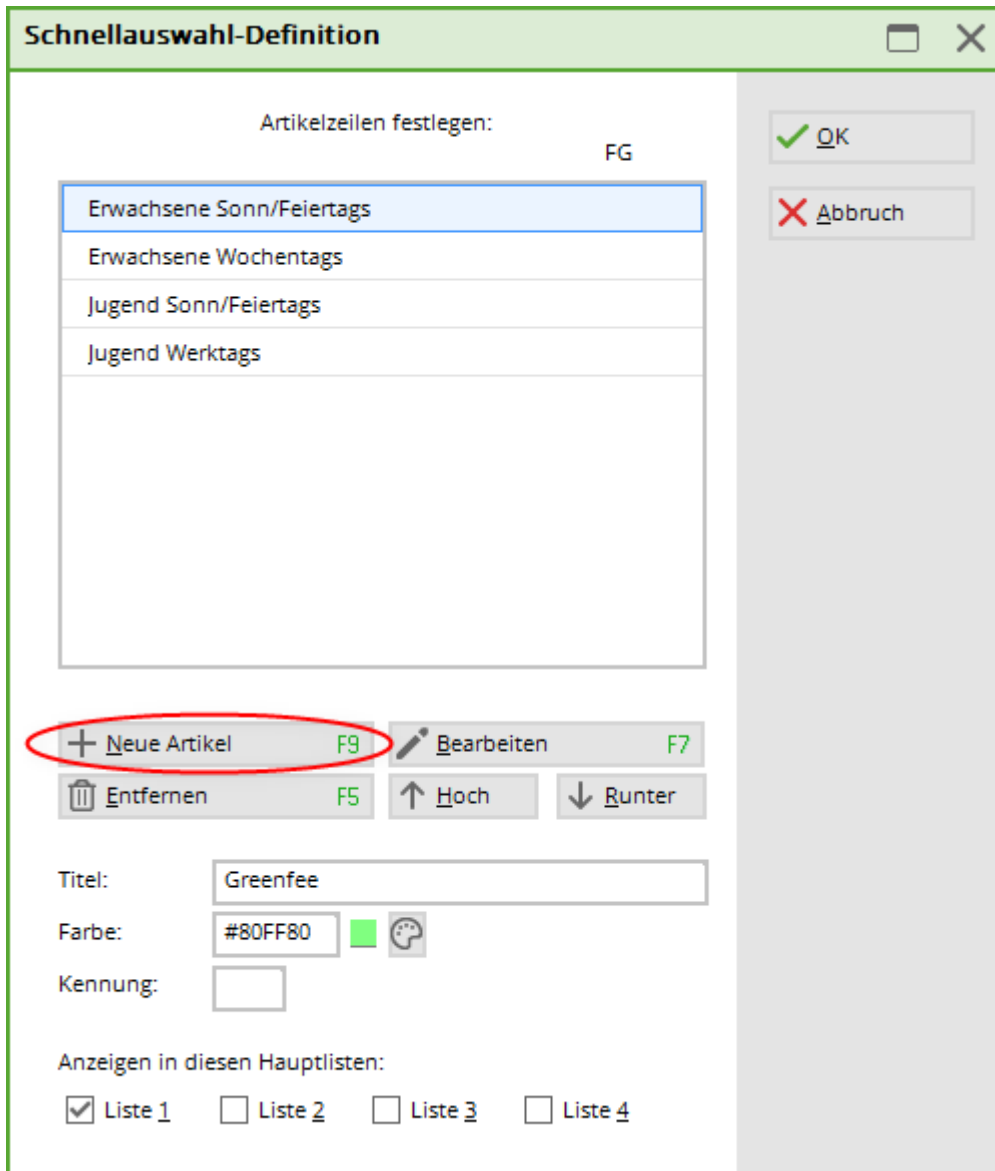 Schnellauswahl-Definition
Artikelzeilen festlegen:
FG
OK
Abbruch
Erwachsene Sonn/Feiertags
Erwachsene Wochentags
Jugend Sonn/Feiertags
Jugend Werktags
Neue Artikel F9 Bearbeiten F7
Entfernen F5 Hoch Runter
Titel: Greenfee
Farbe: #80FF80
Kennung:
Anzeigen in diesen Hauptlisten:
Liste 1 Liste 2 Liste 3 Liste 4